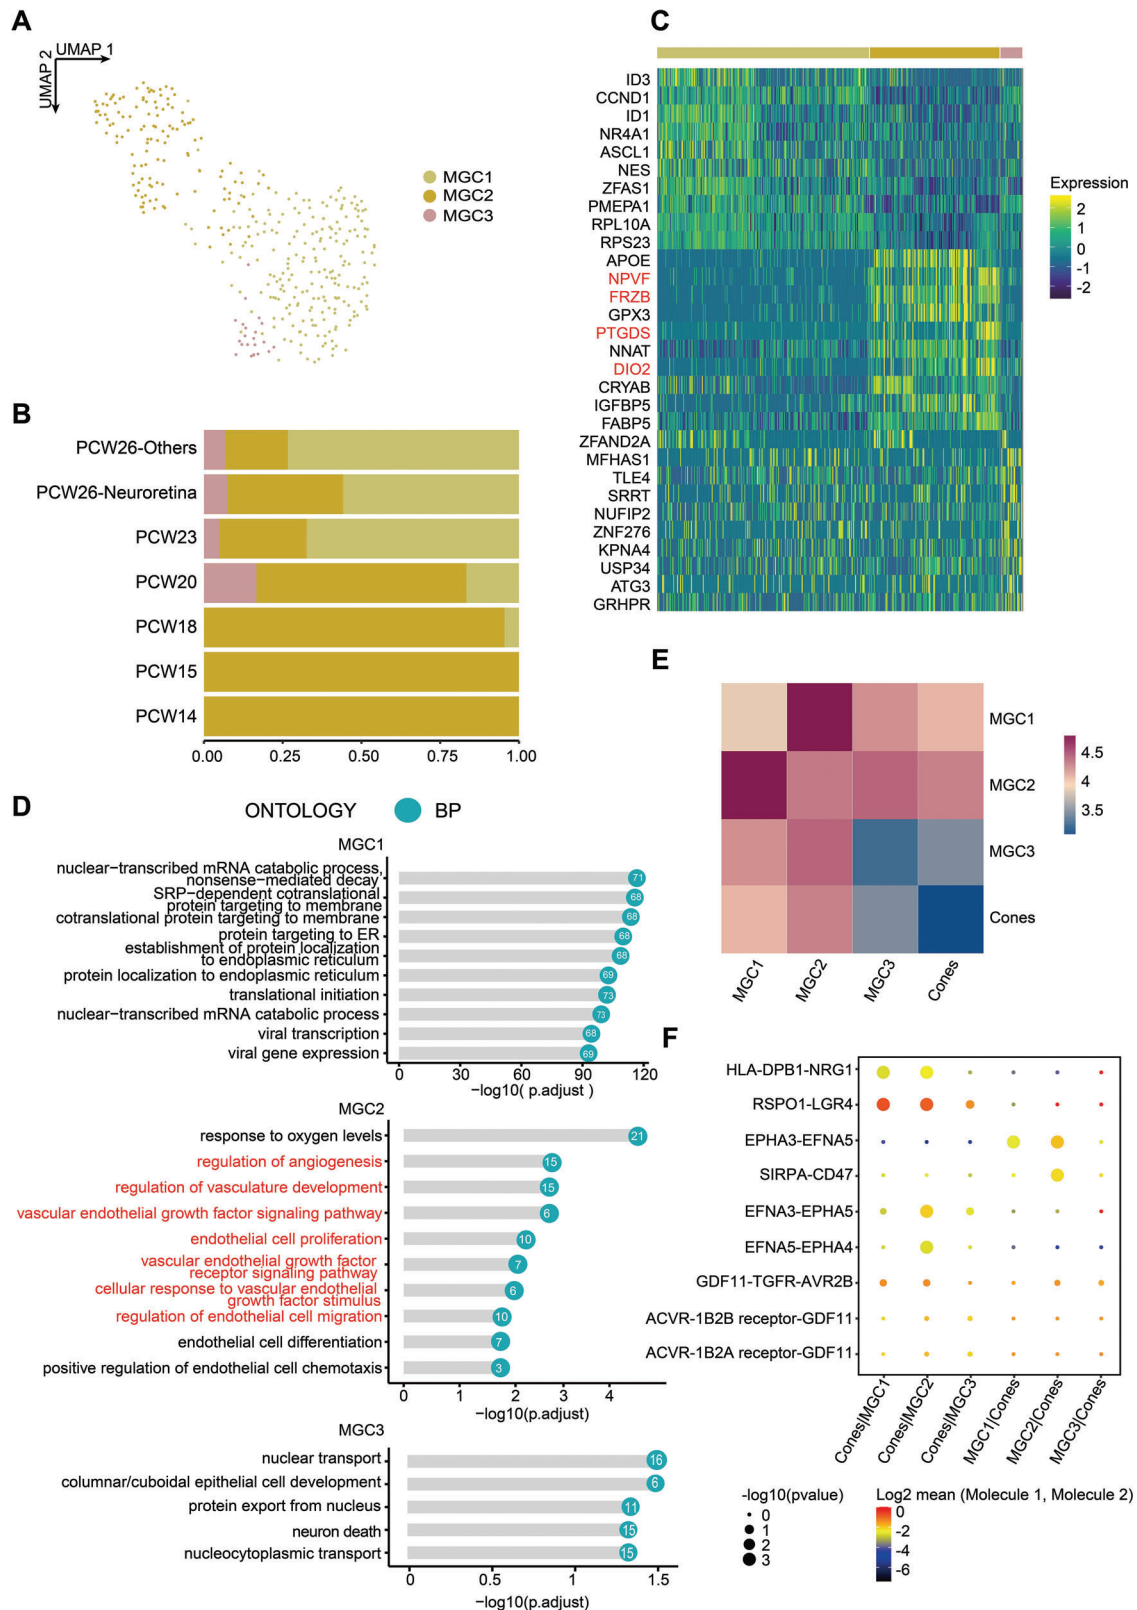 A
UMAP 1
UMAP 2
MGC1
MGC2
MGC3
B
PCW26-Others
PCW26-Neuroretina
PCW23
PCW20
PCW18
PCW15
PCW14
0.00
0.25
0.50
0.75
1.00
C
ID3
CCND1
ID1
NR4A1
ASCL1
NES
ZFAS1
PMEPA1
RPL10A
RPS23
APOE
NPVF
FRZB
GPX3
PTGDS
NNAT
DIO2
CRYAB
IGFBP5
FABP5
ZFAND2A
MFHAS1
TLE4
SRRT
NUFIP2
ZNF276
KPNA4
USP34
ATG3
GRHPR
Expression
2
1
0
-1
-2
D
ONTOLOGY
BP
MGC1
nuclear-transcribed mRNA catabolic process,
nonsense-mediated decay
71
SRP-dependent cotranslational
protein targeting to membrane
68
cotranslational protein targeting to membrane
68
protein targeting to ER
68
establishment of protein localization
to endoplasmic reticulum
68
protein localization to endoplasmic reticulum
69
translational initiation
73
nuclear-transcribed mRNA catabolic process
73
viral transcription
68
viral gene expression
69
0
30
60
90
120
−log10( p.adjust )
MGC2
response to oxygen levels
21
regulation of angiogenesis
15
regulation of vasculature development
15
vascular endothelial growth factor signaling pathway
6
endothelial cell proliferation
10
vascular endothelial growth factor
receptor signaling pathway
7
cellular response to vascular endothelial
growth factor stimulus
6
regulation of endothelial cell migration
10
endothelial cell differentiation
7
positive regulation of endothelial cell chemotaxis
3
0
1
2
3
4
−log10(p.adjust)
MGC3
nuclear transport
16
columnar/cuboidal epithelial cell development
6
protein export from nucleus
11
neuron death
15
nucleocytoplasmic transport
15
0
0.5
1
1.5
−log10(p.adjust)
E
MGC1
MGC2
MGC3
Cones
MGC1
MGC2
MGC3
Cones
4.5
4
3.5
F
HLA-DPB1-NRG1
RSPO1-LGR4
EPHA3-EFNA5
SIRPA-CD47
EFNA3-EPHA5
EFNA5-EPHA4
GDF11-TGFR-AVR2B
ACVR-1B2B receptor-GDF11
ACVR-1B2A receptor-GDF11
Cones|MGC1
Cones|MGC2
Cones|MGC3
MGC1|Cones
MGC2|Cones
MGC3|Cones
-log10(pvalue)
0
1
2
3
Log2 mean (Molecule 1, Molecule 2)
0
-2
-4
-6